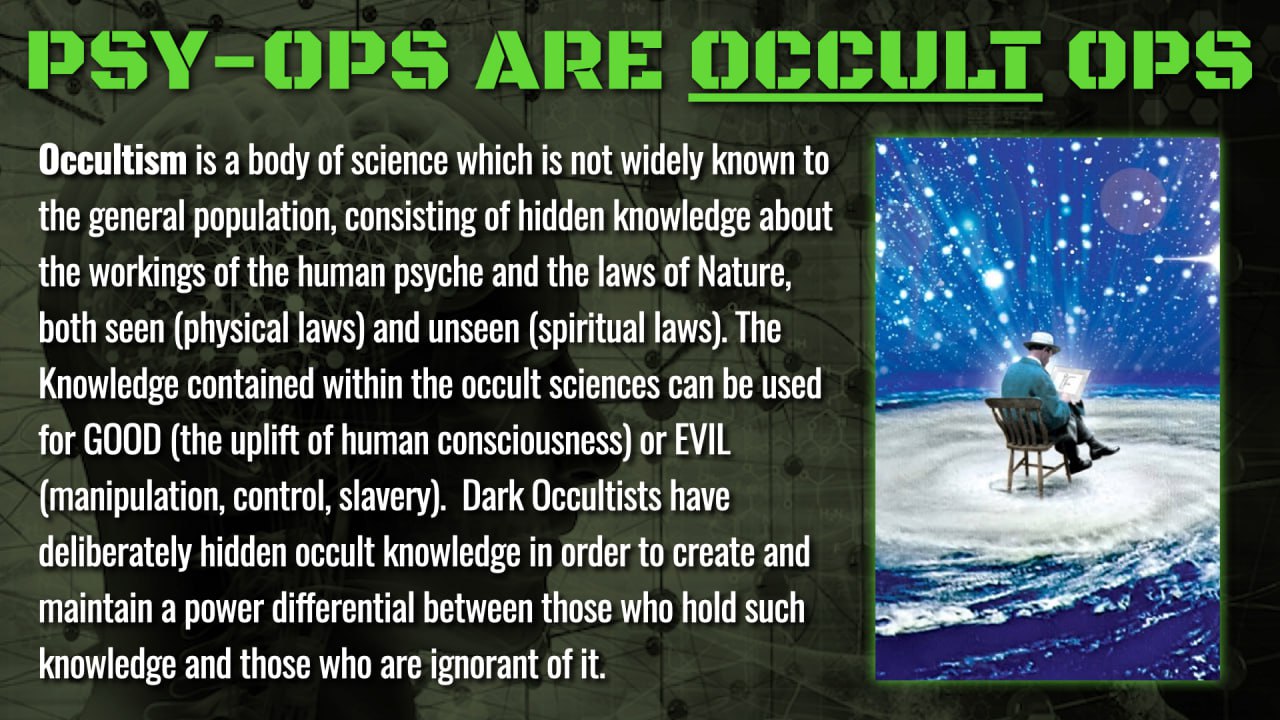 PSY-OPS ARE OCCULT OPS
Occultism is a body of science which is not widely known to
the general population, consisting of hidden knowledge about
the workings of the human psyche and the laws of Nature,
both seen (physical laws) and unseen (spiritual laws). The
Knowledge contained within the occult sciences can be used
for GOOD (the uplift of human consciousness) or EVIL
(manipulation, control, slavery).  Dark Occultists have
deliberately hidden occult knowledge in order to create and
maintain a power differential between those who hold such
knowledge and those who are ignorant of it.